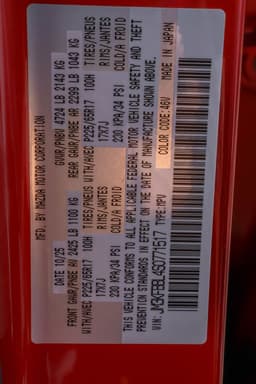 MFD. BY MAZDA MOTOR CORPORATION
DATE 10/25 GVWR/PNBV 4724 LB 2143 KG
FRONT GAWR/PNBE AV 2425 LB 1100 KG REAR GAWR/PNBE AR 2299 LB 1043 KG
WITH/AVEC P225/65R17 100H TIRES/PNEUS WITH/AVEC P225/65R17 100H TIRES/PNEUS
17X7J RIMS/JANTES 17X7J RIMS/JANTES
230 KPA/34 PSI COLD/A FROID 230 KPA/34 PSI COLD/A FROID
THIS VEHICLE CONFORMS TO ALL APPLICABLE FEDERAL MOTOR VEHICLE SAFETY AND THEFT
PREVENTION STANDARDS IN EFFECT ON THE DATE OF MANUFACTURE SHOWN ABOVE.
COLOR CODE:46V MADE IN JAPAN
TYPE:MPV